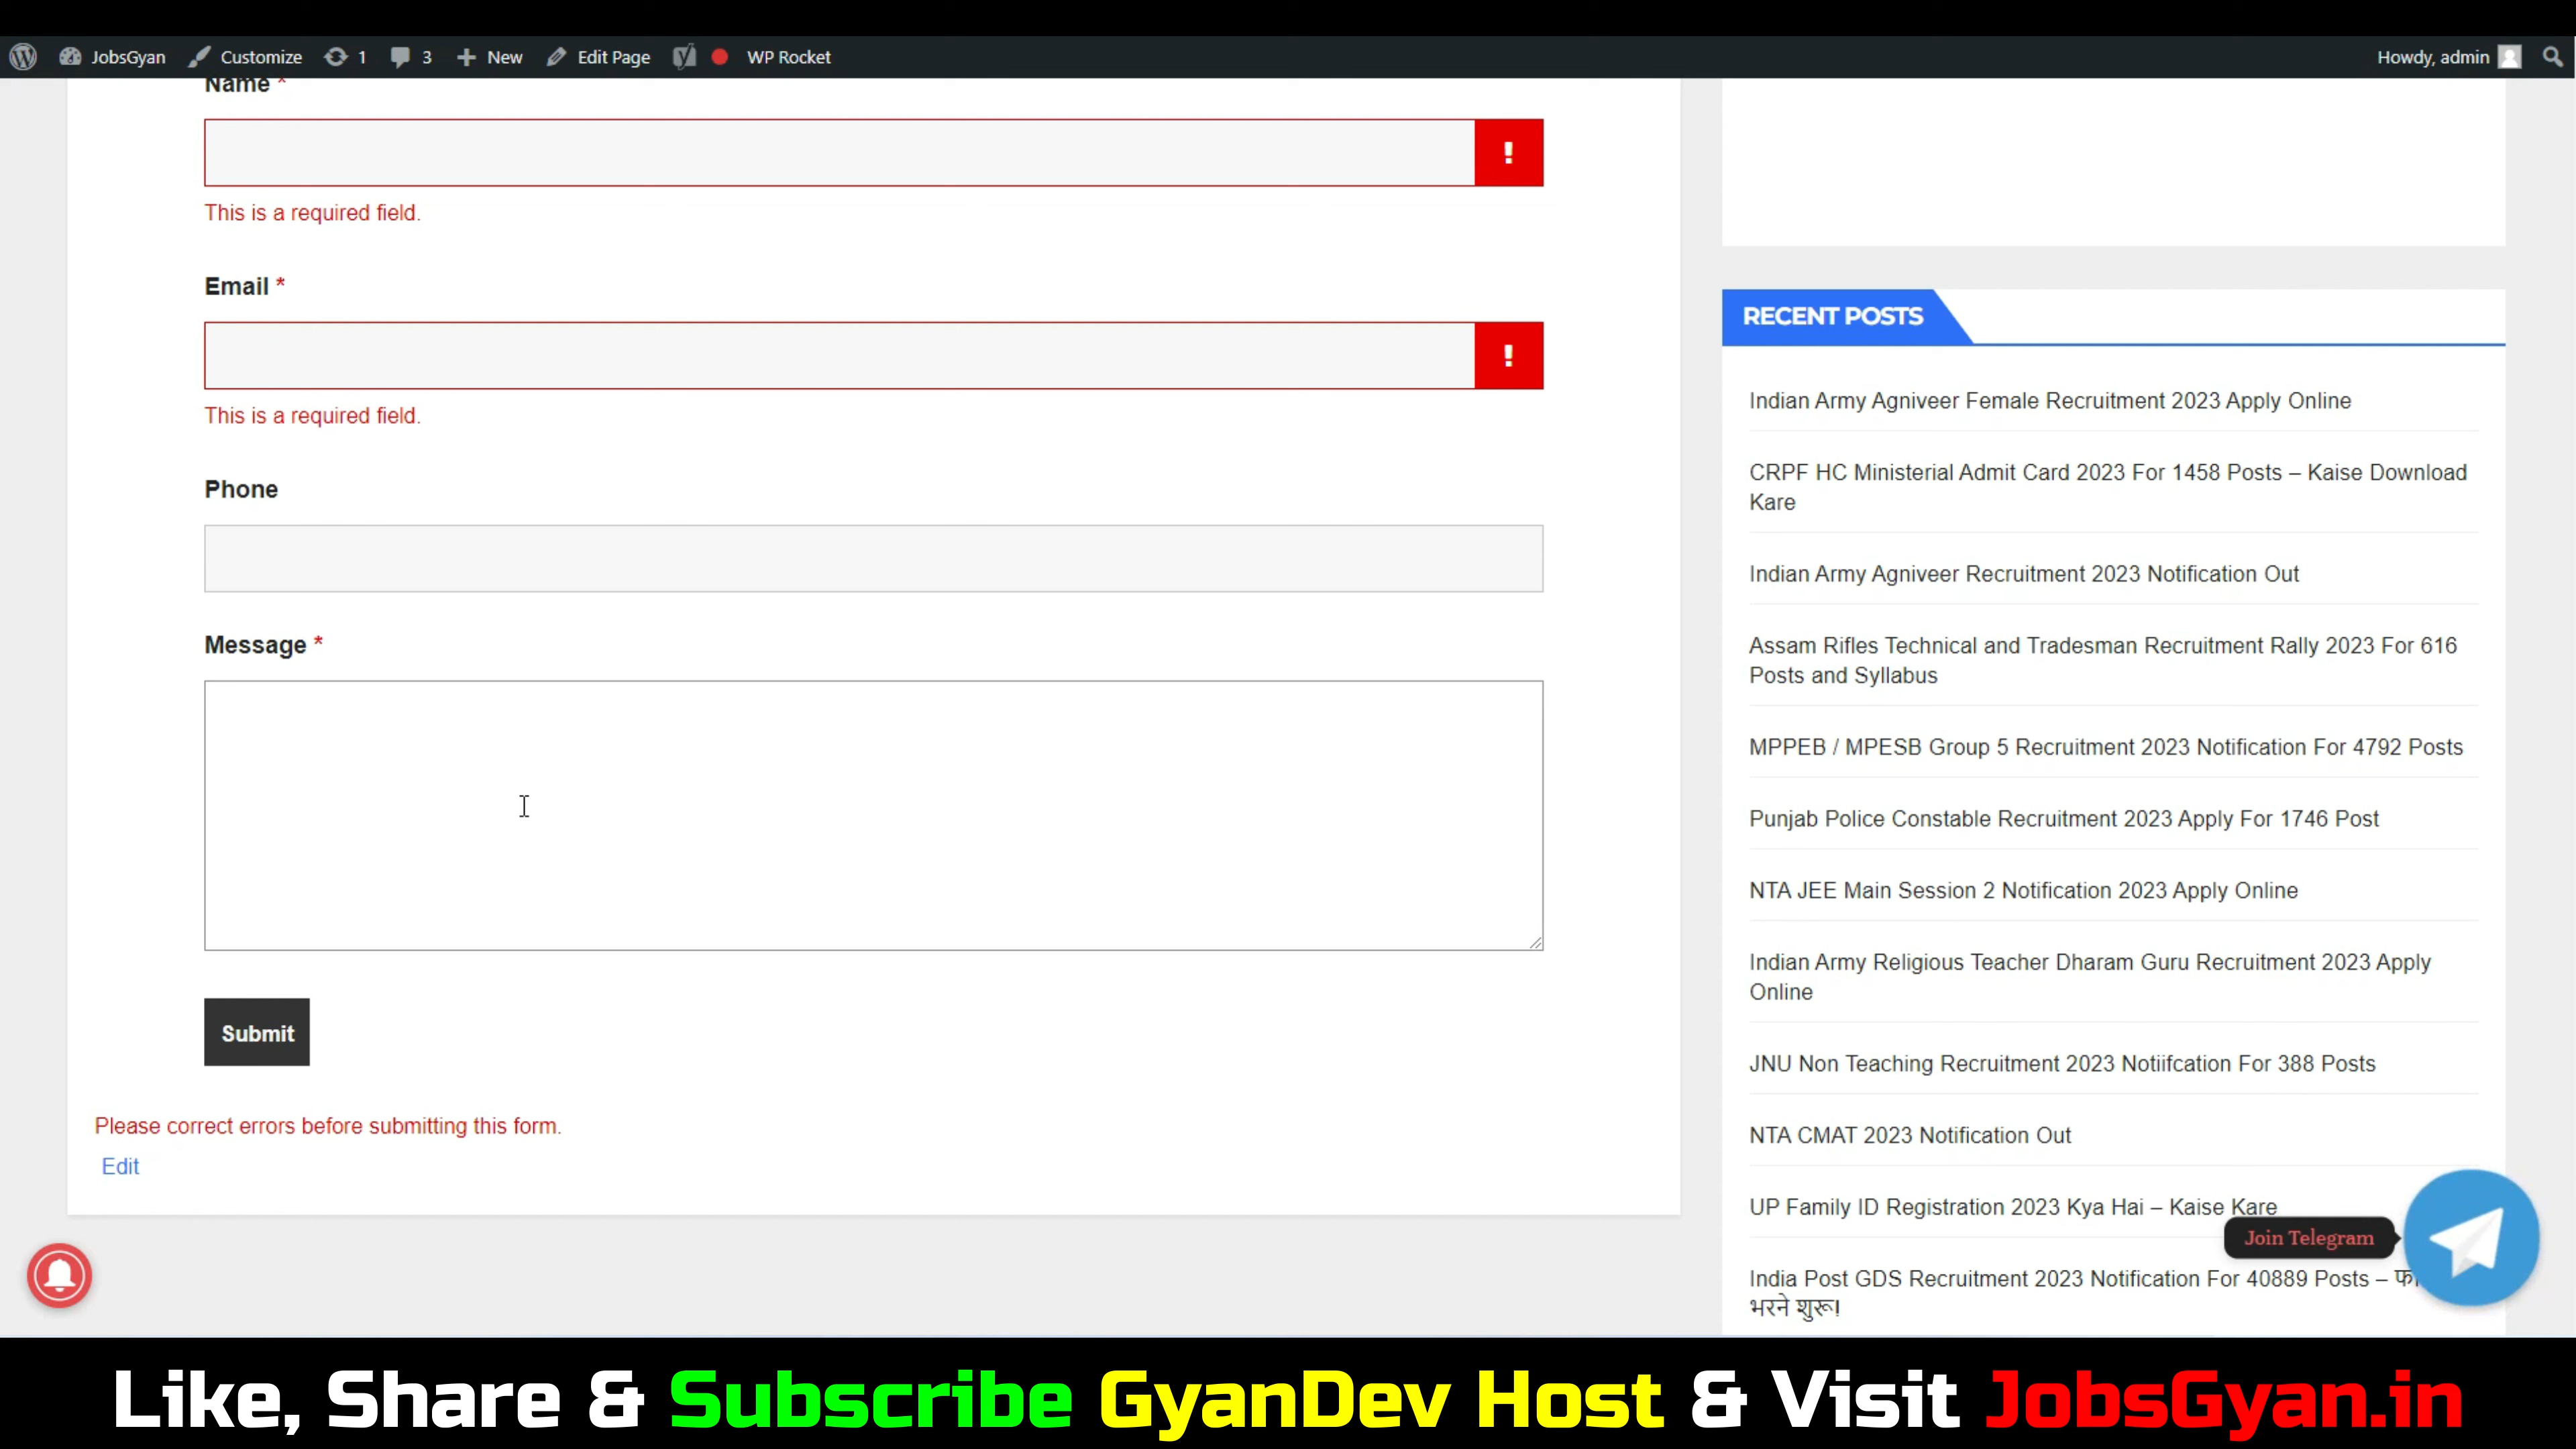 JobsGyan Customize 1 3 New Edit Page WP Rocket Howdy, admin
Name *
!
This is a required field.
Email *
!
This is a required field.
Phone
Message *
Submit
Please correct errors before submitting this form.
Edit
RECENT POSTS
Indian Army Agniveer Female Recruitment 2023 Apply Online
CRPF HC Ministerial Admit Card 2023 For 1458 Posts – Kaise Download
Kare
Indian Army Agniveer Recruitment 2023 Notification Out
Assam Rifles Technical and Tradesman Recruitment Rally 2023 For 616
Posts and Syllabus
MPPEB / MPESB Group 5 Recruitment 2023 Notification For 4792 Posts
Punjab Police Constable Recruitment 2023 Apply For 1746 Post
NTA JEE Main Session 2 Notification 2023 Apply Online
Indian Army Religious Teacher Dharam Guru Recruitment 2023 Apply
Online
JNU Non Teaching Recruitment 2023 Notiifcation For 388 Posts
NTA CMAT 2023 Notification Out
UP Family ID Registration 2023 Kya Hai – Kaise Kare
Join Telegram
India Post GDS Recruitment 2023 Notification For 40889 Posts –
भरने शुरू!
Like, Share & Subscribe GyanDev Host & Visit JobsGyan.in